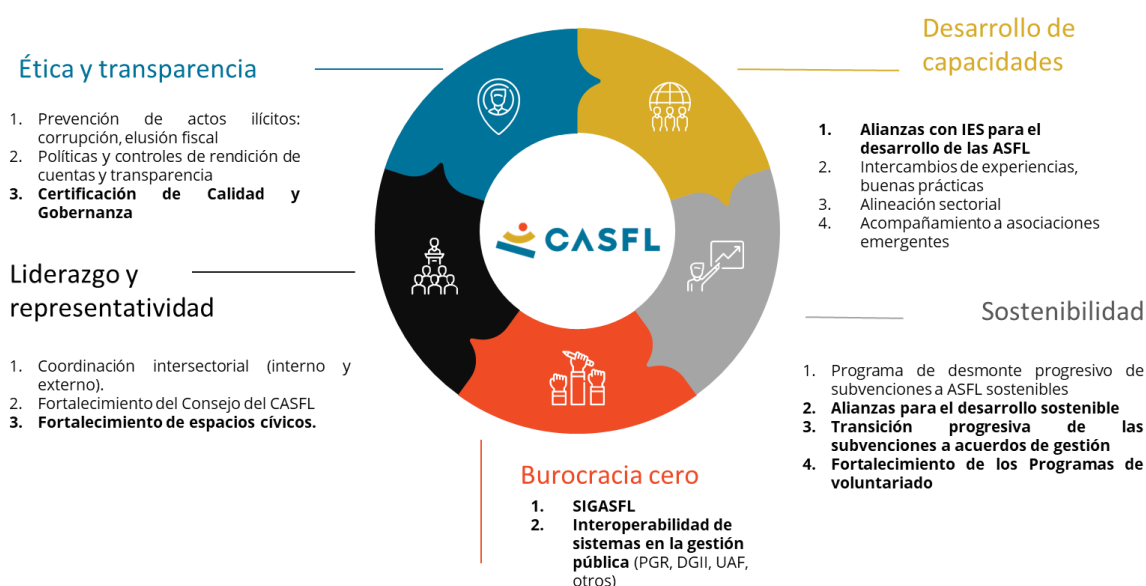 Ética y transparencia
1. Prevención de actos ilícitos:
corrupción, elusión fiscal
2. Políticas y controles de rendición de
cuentas y transparencia
3. Certificación de Calidad y
Gobernanza
Liderazgo y
representatividad
1. Coordinación intersectorial (interno y
externo).
2. Fortalecimiento del Consejo del CASFL
3. Fortalecimiento de espacios cívicos.
CASFL
Desarrollo de
capacidades
1. Alianzas con IES para el
desarrollo de las ASFL
2. Intercambios de experiencias,
buenas prácticas
3. Alineación sectorial
4. Acompañamiento a asociaciones
emergentes
Sostenibilidad
1. Programa de desmonte progresivo de
subvenciones a ASFL sostenibles
2. Alianzas para el desarrollo sostenible
3. Transición progresiva de las
subvenciones a acuerdos de gestión
4. Fortalecimiento de los Programas de
voluntariado
Burocracia cero
1. SIGASFL
2. Interoperabilidad de
sistemas en la gestión
pública (PGR, DGII, UAF,
otros)